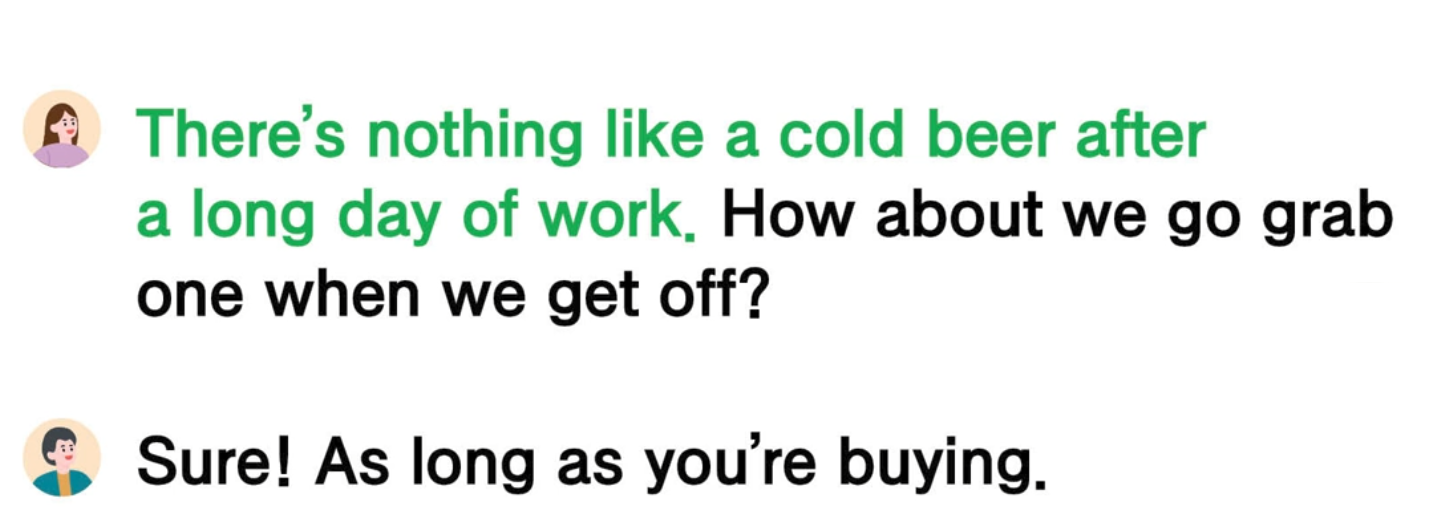 There’s nothing like a cold beer after
a long day of work. How about we go grab
one when we get off?
Sure! As long as you’re buying.